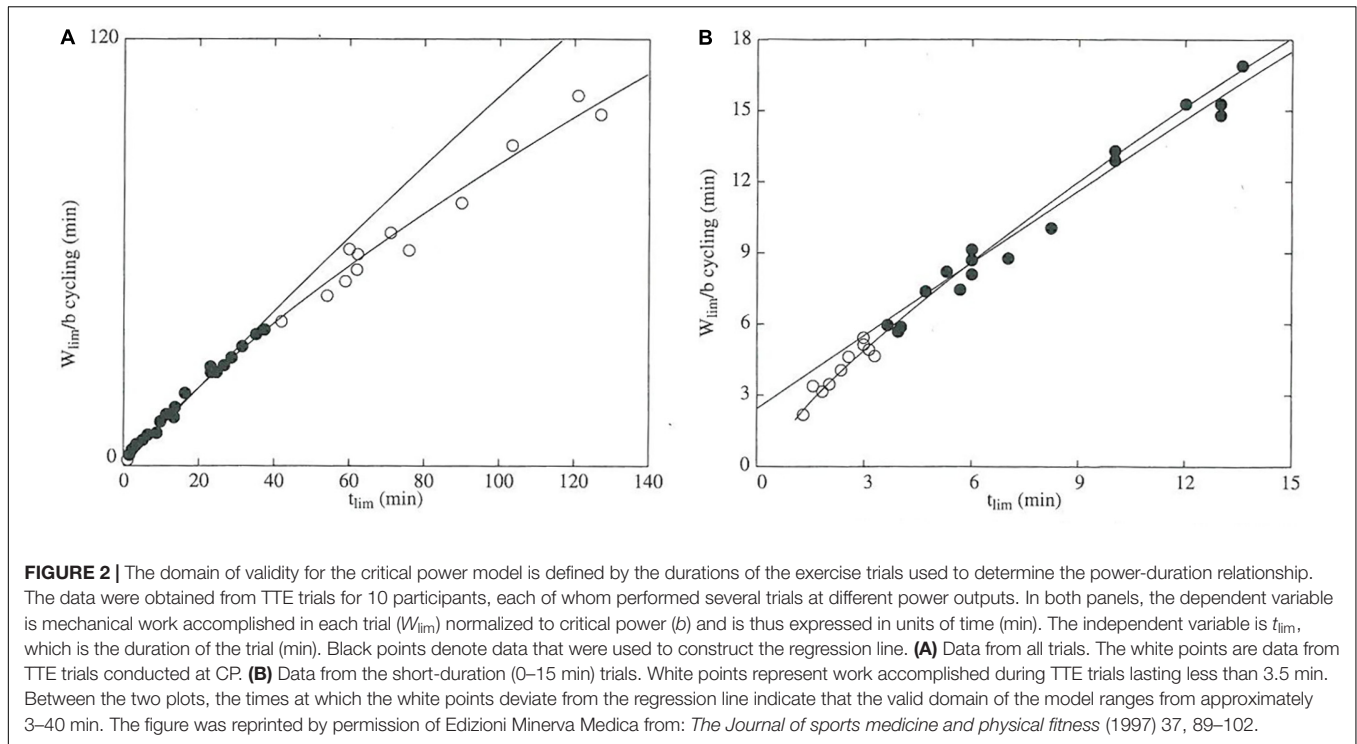 A
120
W_lim/b cycling (min)
0
0 20 40 60 80 100 120 140
t_lim (min)
B
18
15
12
9
6
3
0
W_lim/b cycling (min)
0 3 6 9 12 15
t_lim (min)
FIGURE 2 | The domain of validity for the critical power model is defined by the durations of the exercise trials used to determine the power-duration relationship.
The data were obtained from TTE trials for 10 participants, each of whom performed several trials at different power outputs. In both panels, the dependent variable
is mechanical work accomplished in each trial (W_lim) normalized to critical power (b) and is thus expressed in units of time (min). The independent variable is t_lim,
which is the duration of the trial (min). Black points denote data that were used to construct the regression line. (A) Data from all trials. The white points are data from
TTE trials conducted at CP. (B) Data from the short-duration (0–15 min) trials. White points represent work accomplished during TTE trials lasting less than 3.5 min.
Between the two plots, the times at which the white points deviate from the regression line indicate that the valid domain of the model ranges from approximately
3–40 min. The figure was reprinted by permission of Edizioni Minerva Medica from: The Journal of sports medicine and physical fitness (1997) 37, 89–102.